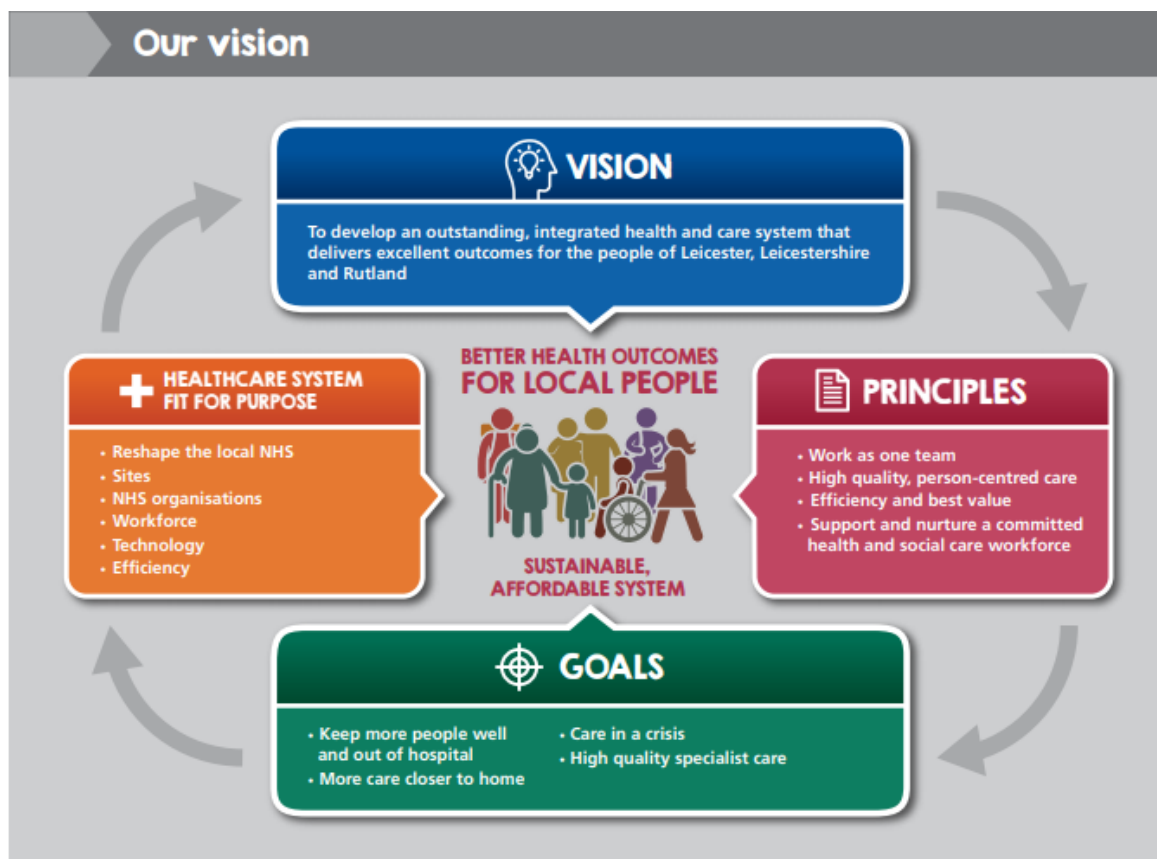 Our vision
VISION
To develop an outstanding, integrated health and care system that
delivers excellent outcomes for the people of Leicester, Leicestershire
and Rutland
BETTER HEALTH OUTCOMES
FOR LOCAL PEOPLE
SUSTAINABLE,
AFFORDABLE SYSTEM
PRINCIPLES
• Work as one team
• High quality, person-centred care
• Efficiency and best value
• Support and nurture a committed
health and social care workforce
GOALS
• Keep more people well
and out of hospital
• More care closer to home
• Care in a crisis
• High quality specialist care
HEALTHCARE SYSTEM
FIT FOR PURPOSE
• Reshape the local NHS
• Sites
• NHS organisations
• Workforce
• Technology
• Efficiency